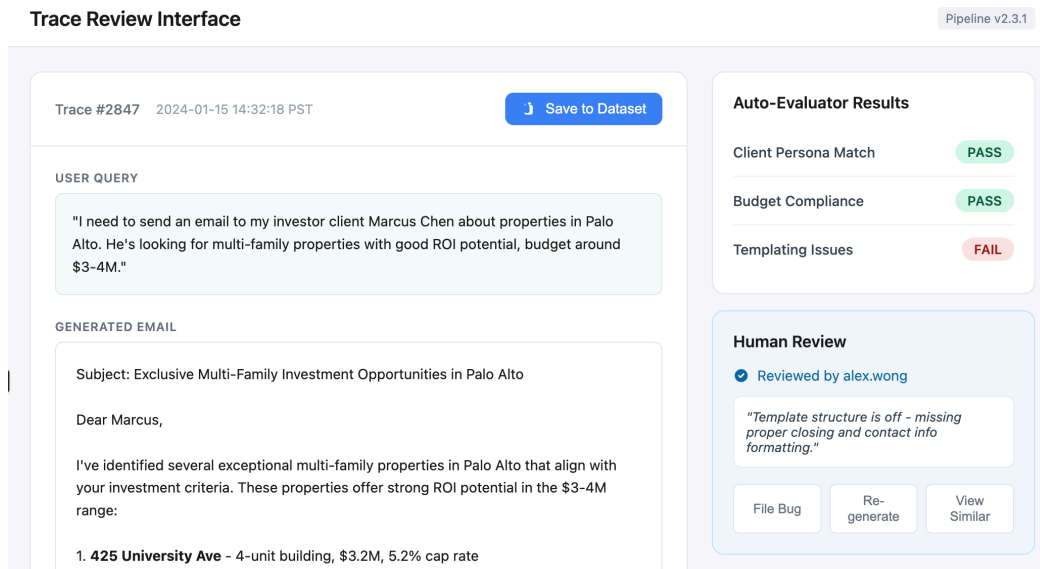 Trace Review Interface
Pipeline v2.3.1
Trace #2847
2024-01-15 14:32:18 PST
Save to Dataset
USER QUERY
"I need to send an email to my investor client Marcus Chen about properties in Palo
Alto. He's looking for multi-family properties with good ROI potential, budget around
$3-4M."
GENERATED EMAIL
Subject: Exclusive Multi-Family Investment Opportunities in Palo Alto
Dear Marcus,
I've identified several exceptional multi-family properties in Palo Alto that align with
your investment criteria. These properties offer strong ROI potential in the $3-4M
range:
1. 425 University Ave - 4-unit building, $3.2M, 5.2% cap rate
Auto-Evaluator Results
Client Persona Match
PASS
Budget Compliance
PASS
Templating Issues
FAIL
Human Review
Reviewed by alex.wong
"Template structure is off - missing
proper closing and contact info
formatting."
File Bug
Re-
generate
View
Similar